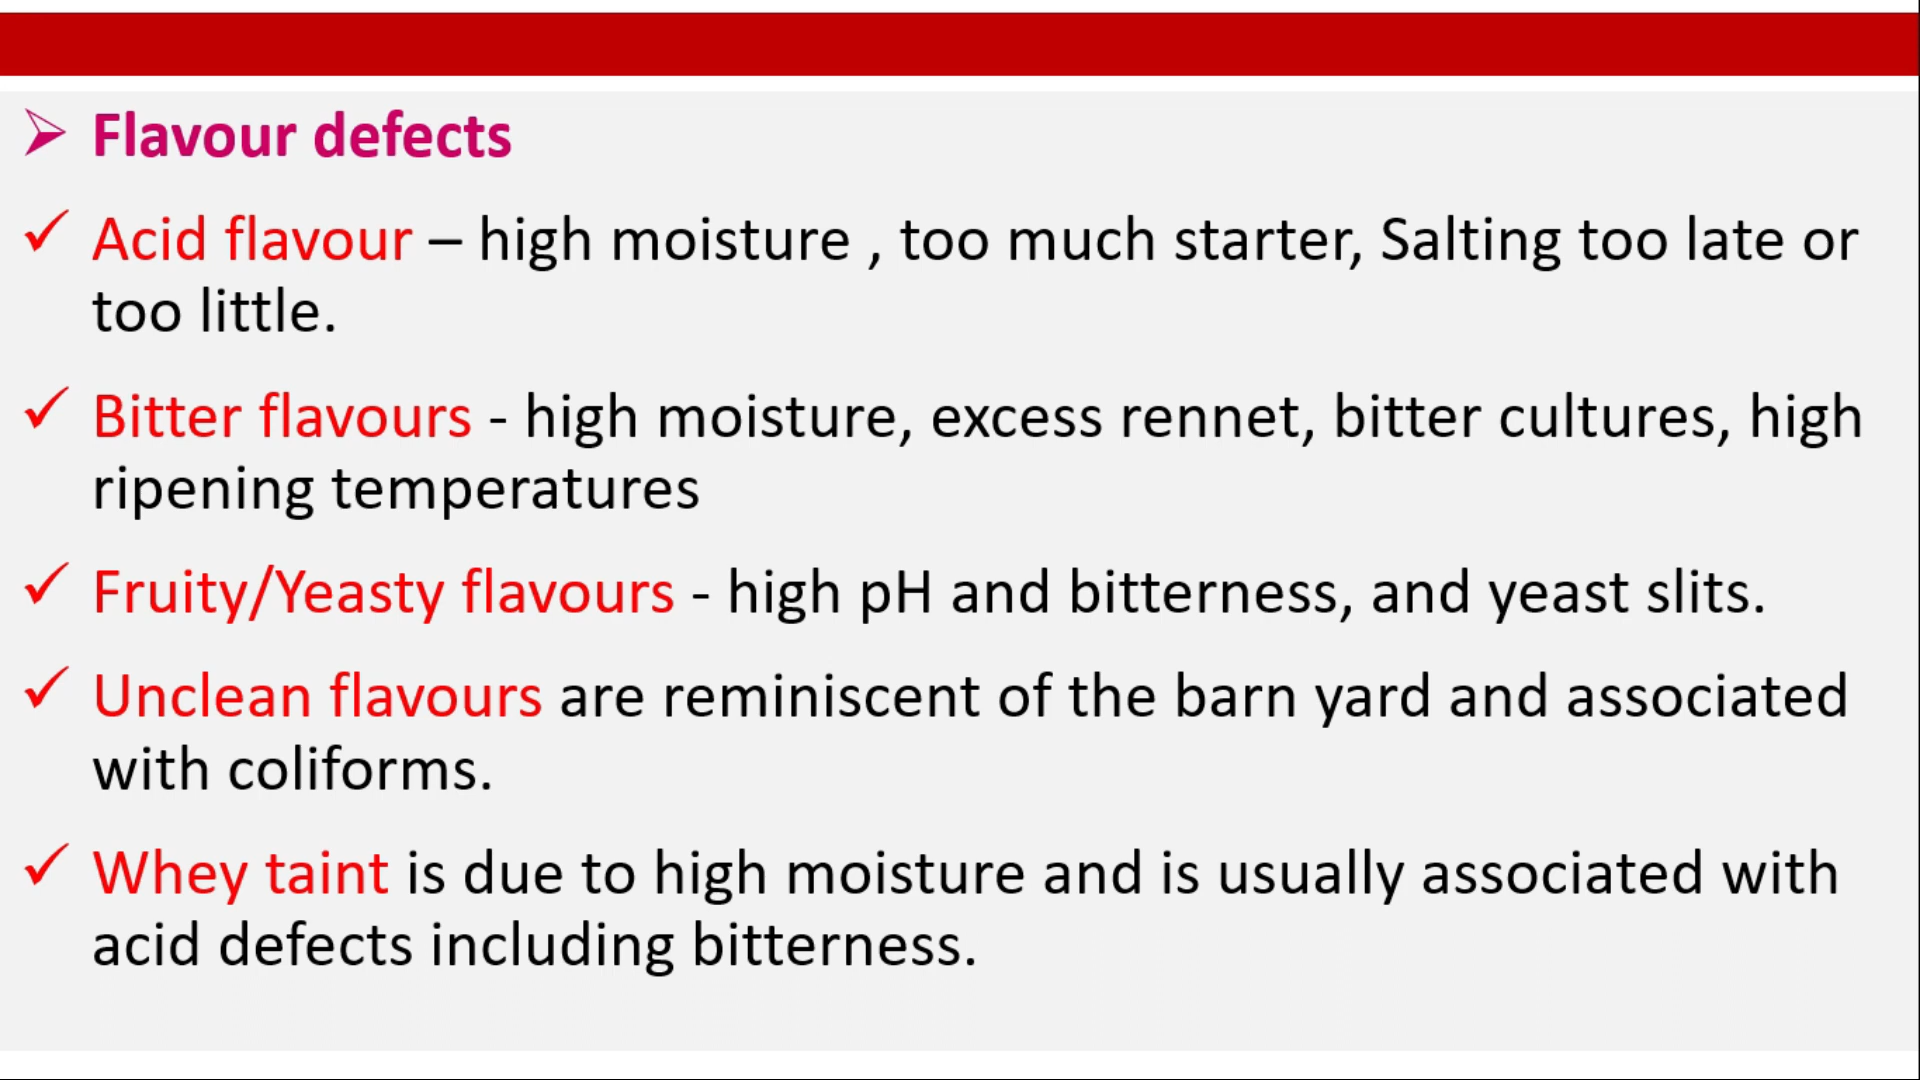 ➢ Flavour defects
✓ Acid flavour – high moisture , too much starter, Salting too late or
too little.
✓ Bitter flavours - high moisture, excess rennet, bitter cultures, high
ripening temperatures
✓ Fruity/Yeasty flavours - high pH and bitterness, and yeast slits.
✓ Unclean flavours are reminiscent of the barn yard and associated
with coliforms.
✓ Whey taint is due to high moisture and is usually associated with
acid defects including bitterness.